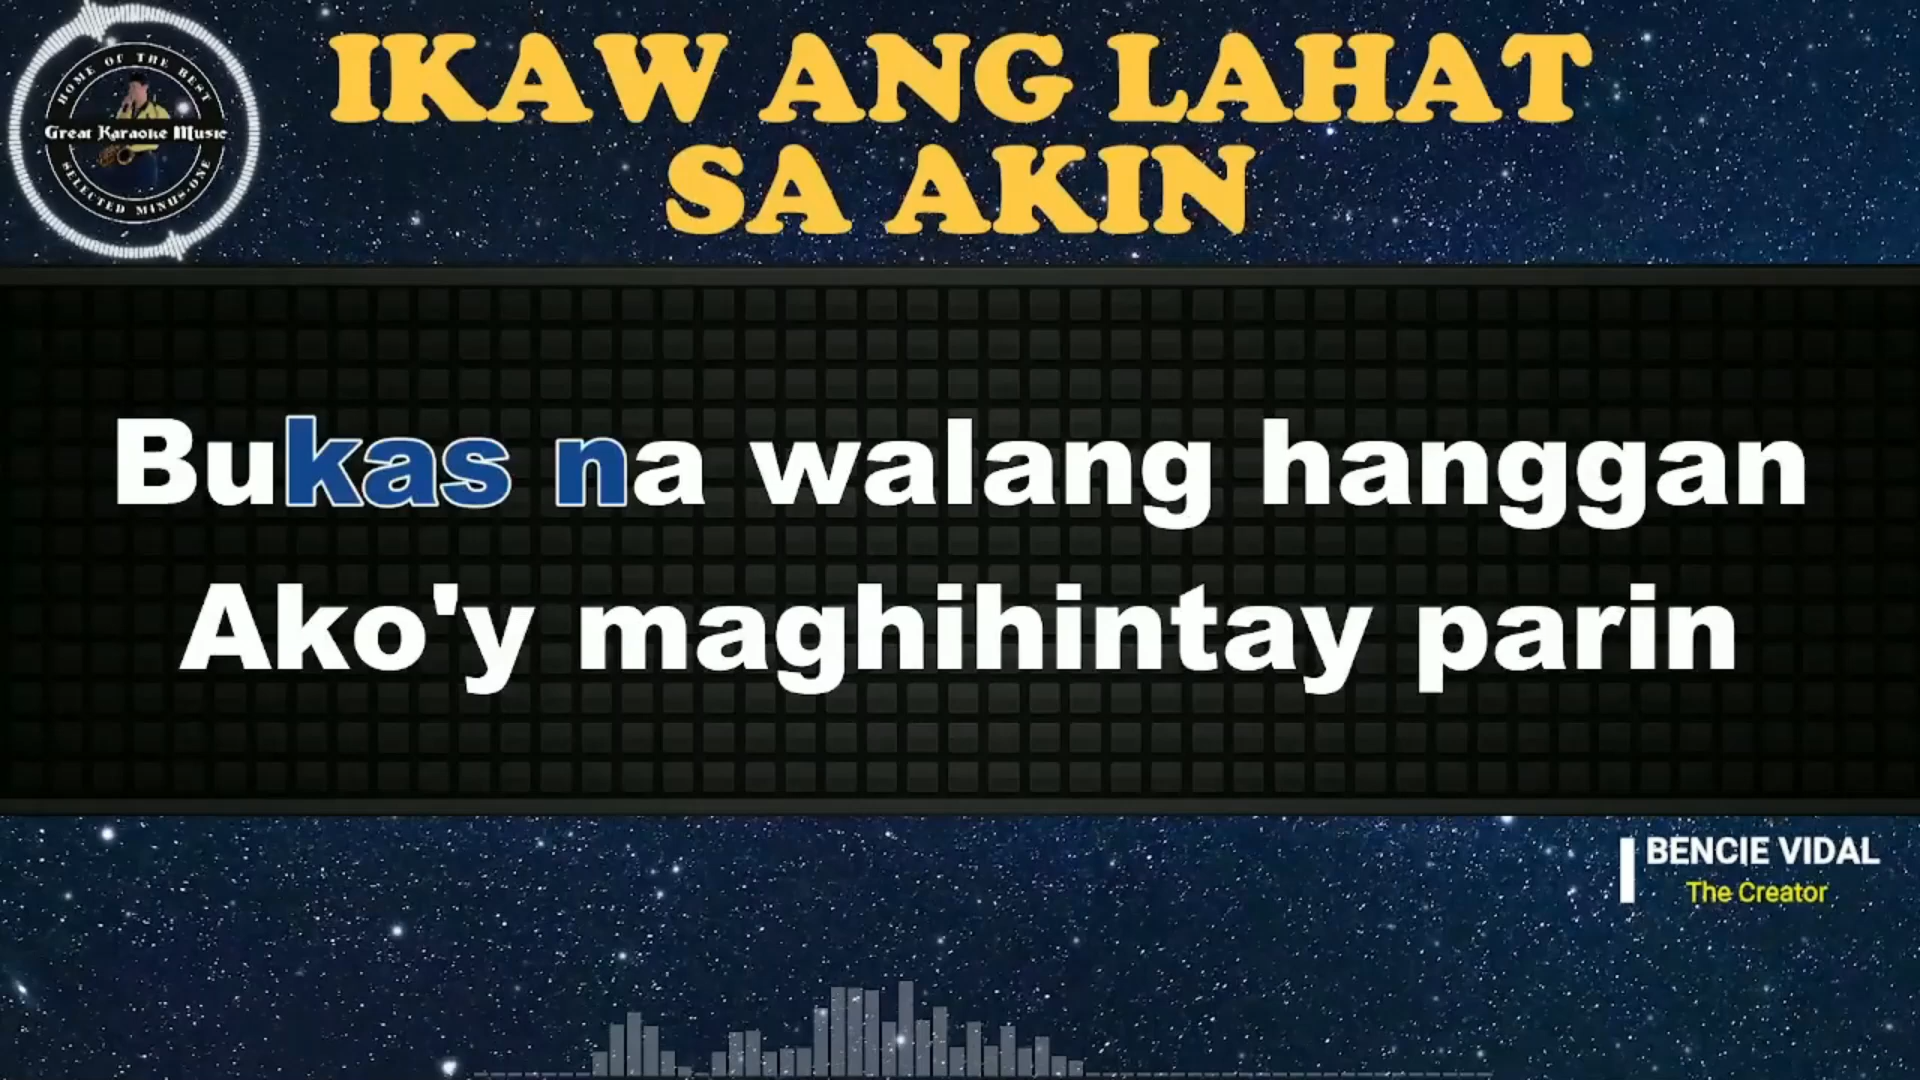 HOME OF THE BEST
Great Karaoke Music
SELECTED MINUS-ONE
IKAW ANG LAHAT
SA AKIN
Bukas na walang hanggan
Ako'y maghihintay parin
BENCIE VIDAL
The Creator